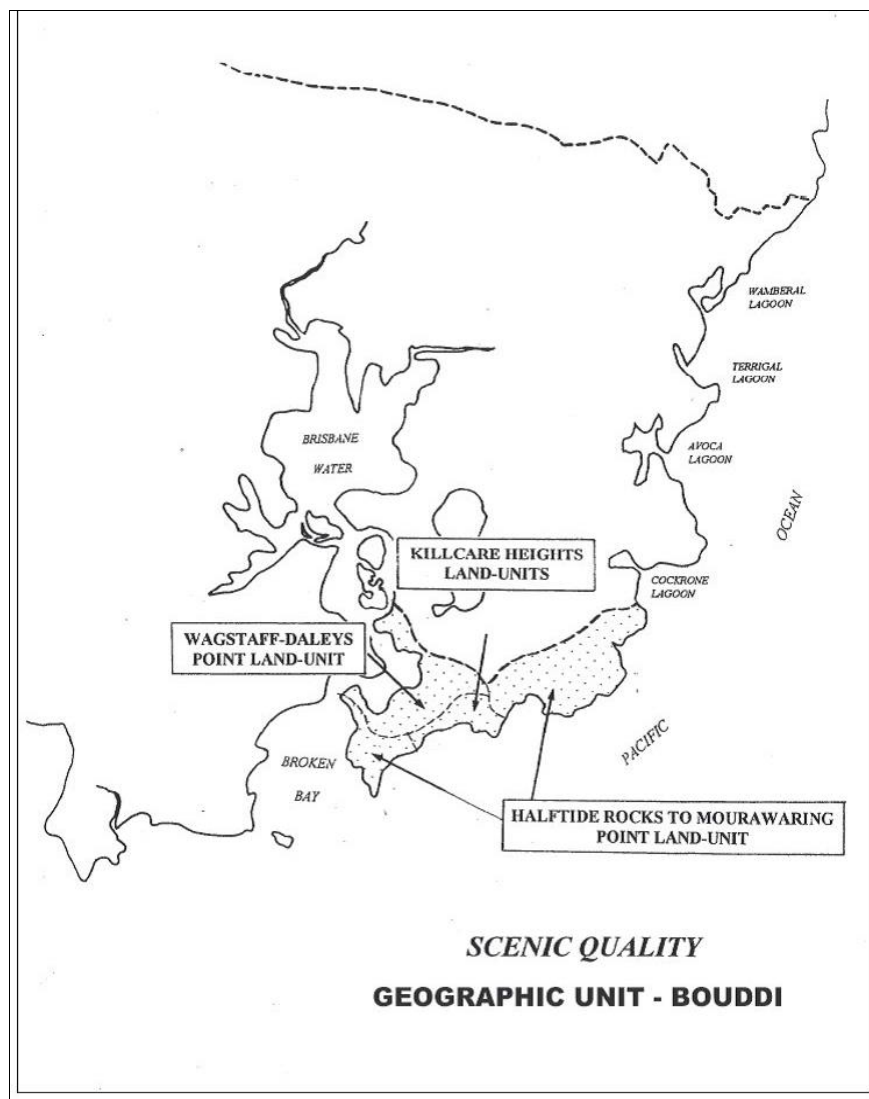 WAMBERAL
LAGOON
TERRIGAL
LAGOON
BRISBANE
WATER
AVOCA
LAGOON
OCEAN
KILLCARE HEIGHTS
LAND-UNITS
COCKRONE
LAGOON
WAGSTAFF-DALEYS
POINT LAND-UNIT
PACIFIC
BROKEN
BAY
HALFTIDE ROCKS TO MOURAWARING
POINT LAND-UNIT
SCENIC QUALITY
GEOGRAPHIC UNIT - BOUDDI